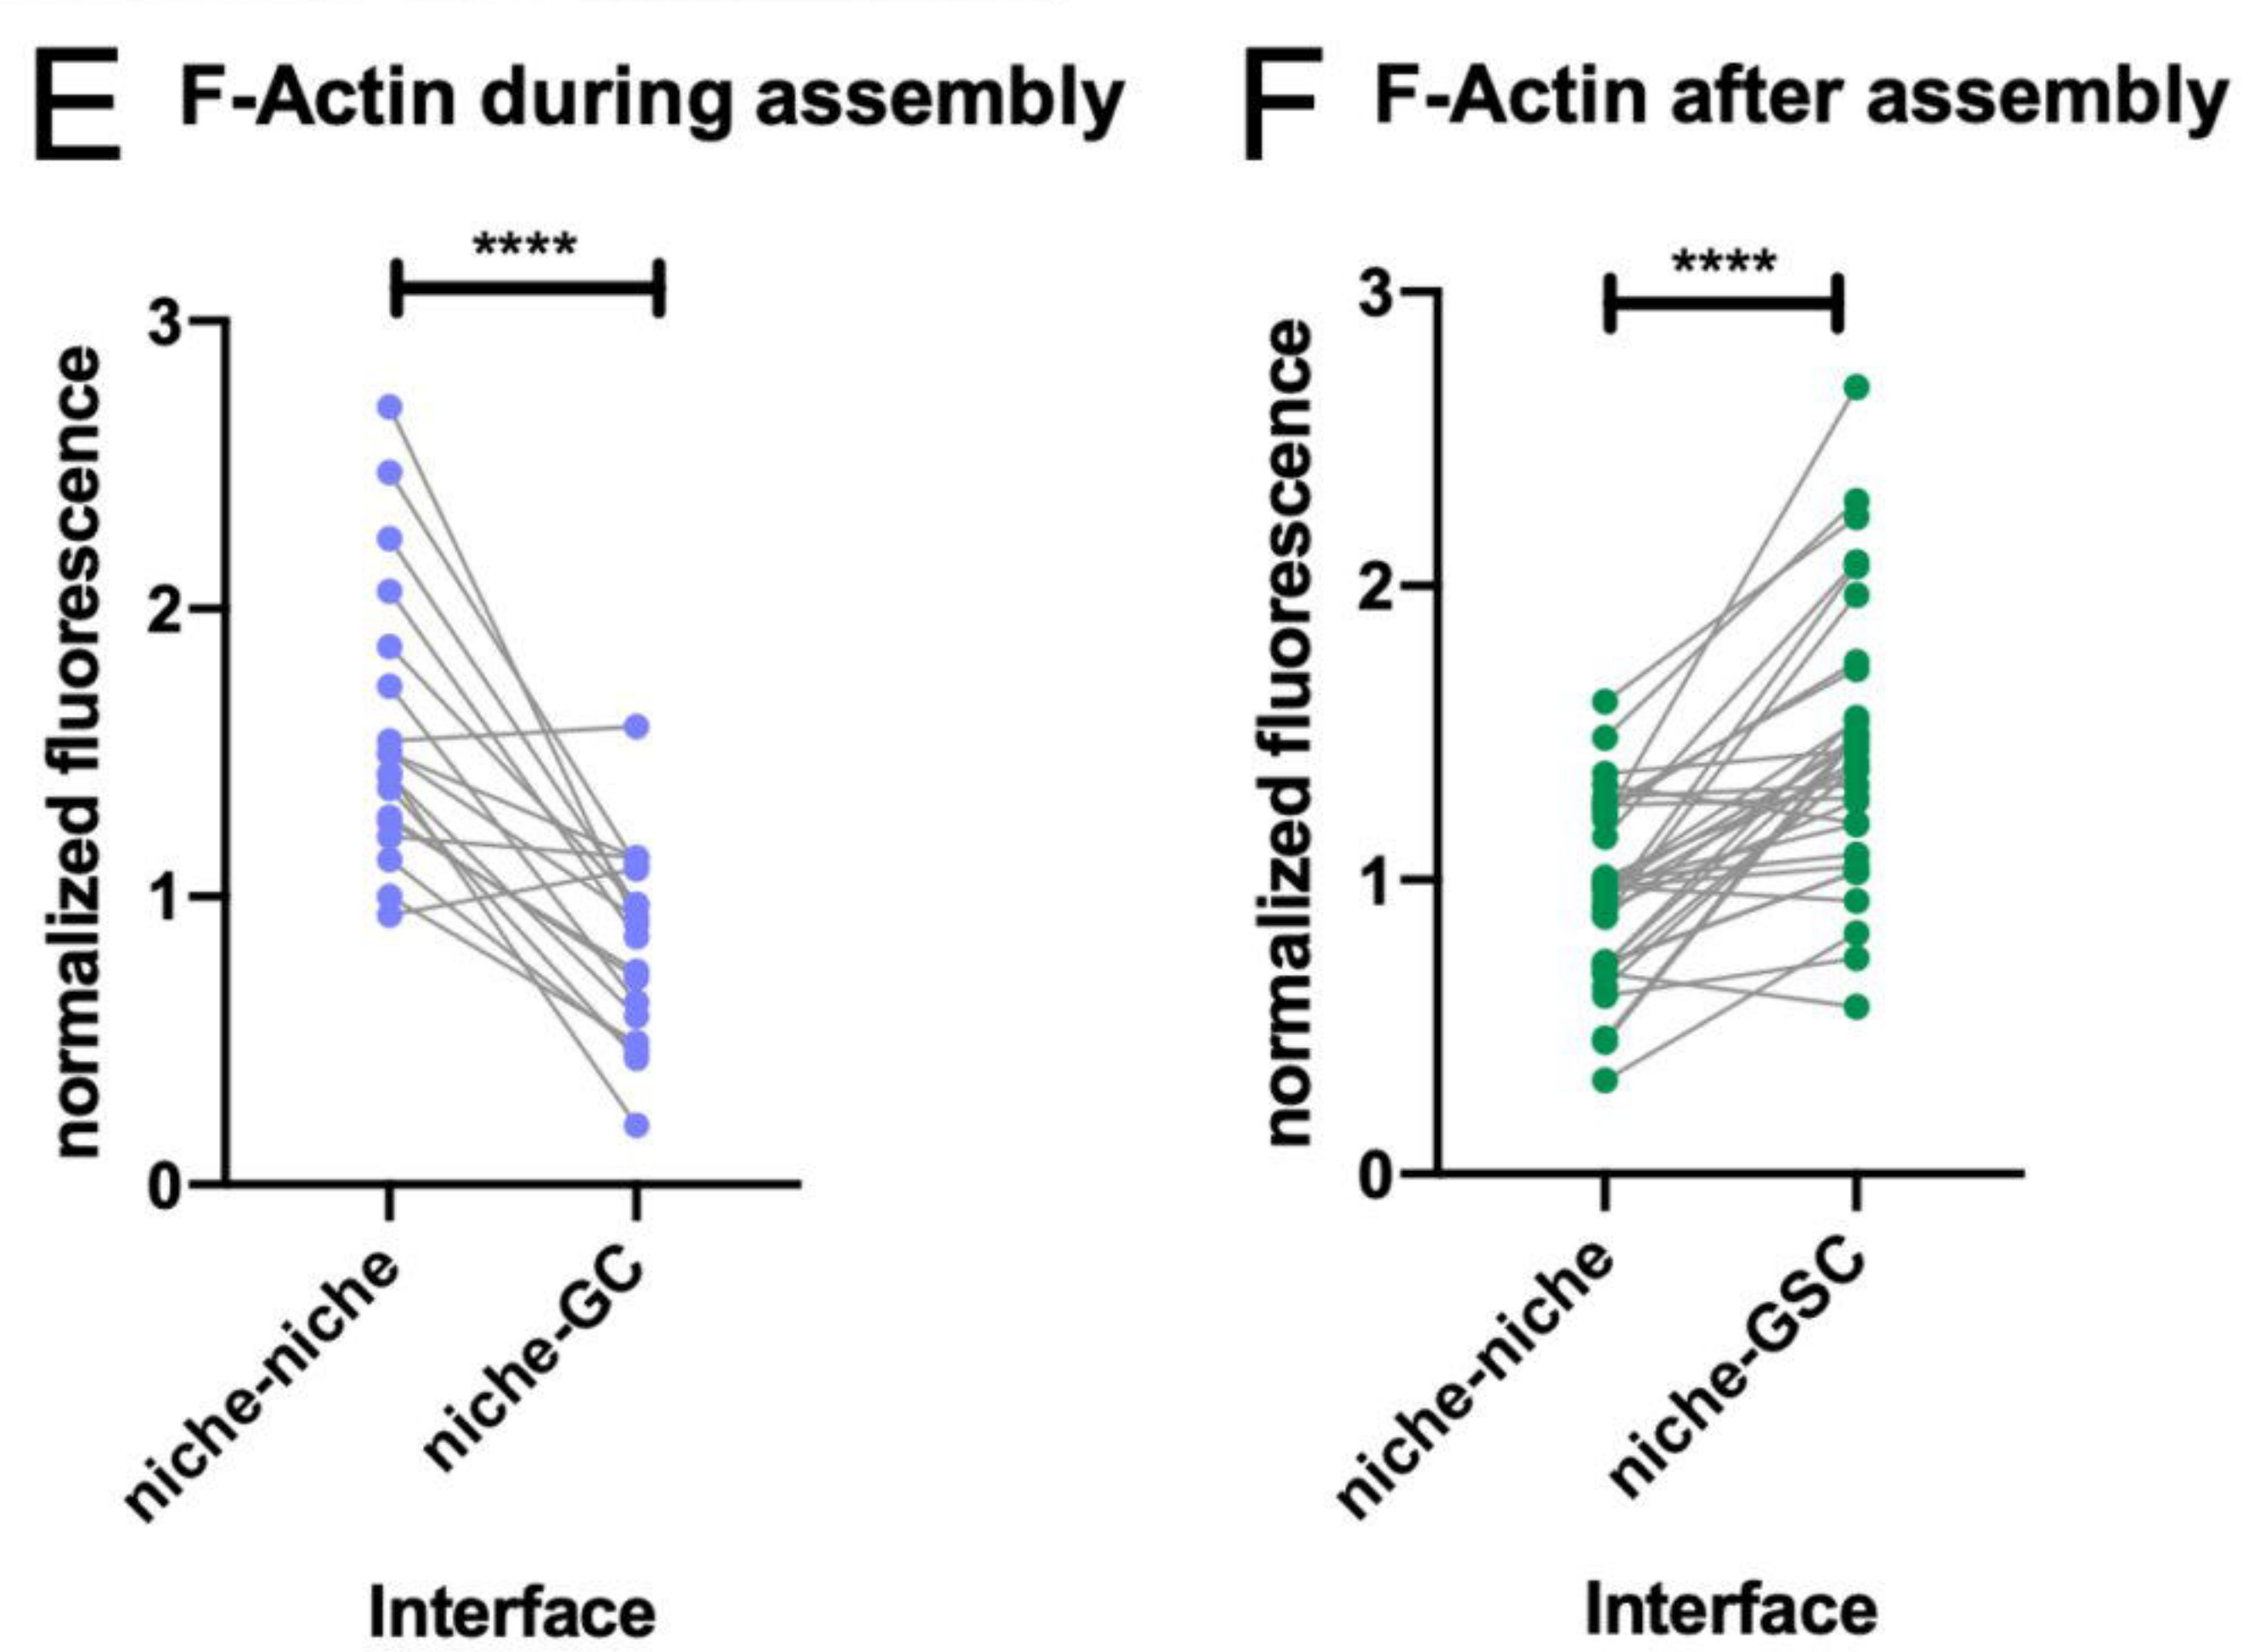 E F-Actin during assembly
****
normalized fluorescence
3
2
1
0
niche-niche
niche-GC
Interface
F F-Actin after assembly
****
normalized fluorescence
3
2
1
0
niche-niche
niche-GSC
Interface